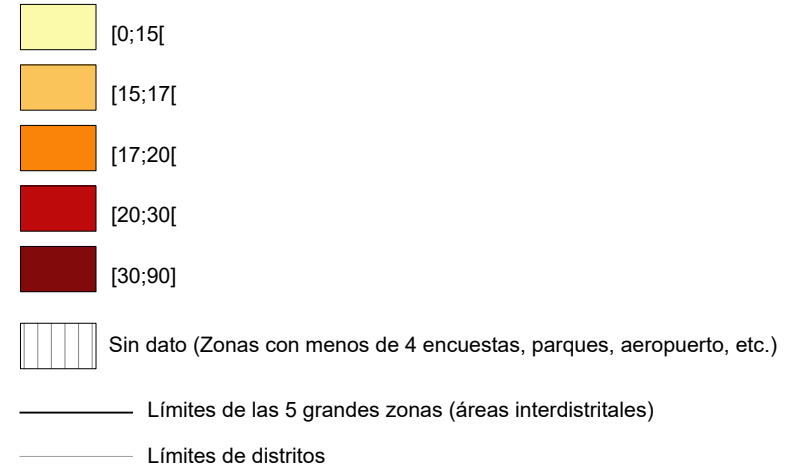 [0;15[
[15;17[
[17;20[
[20;30[
[30;90]
Sin dato (Zonas con menos de 4 encuestas, parques, aeropuerto, etc.)
Límites de las 5 grandes zonas (áreas interdistritales)
Límites de distritos